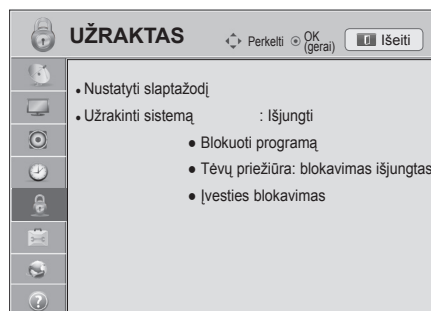 UŽRAKTAS
Perkelti
OK (gerai)
Išeiti
• Nustatyti slaptažodį
• Užrakinti sistemą : Išjungti
● Blokuoti programą
● Tėvų priežiūra: blokavimas išjungtas
● Įvesties blokavimas